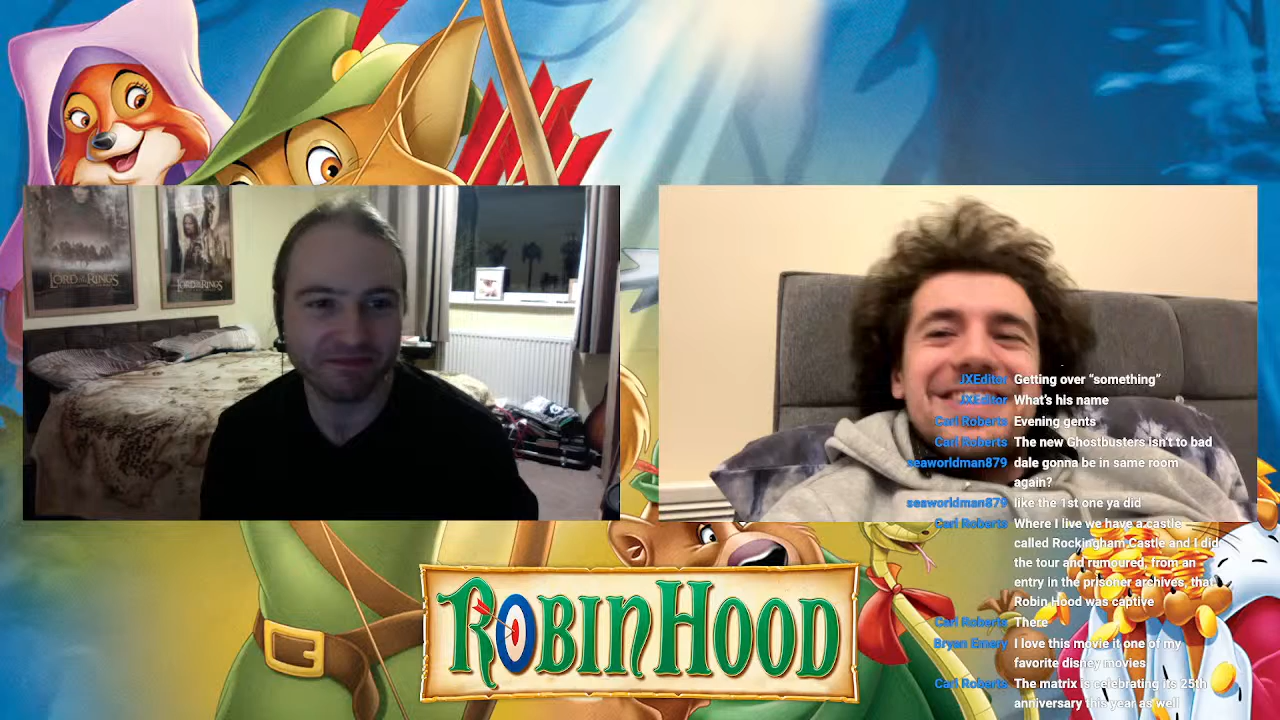 LORD OF THE RINGS
LORD OF THE RINGS
JXEditor Getting over “something”
JXEditor What's his name
Carl Roberts Evening gents
Carl Roberts The new Ghostbusters isn't to bad
seaworldman879 dale gonna be in same room
again?
seaworldman879 like the 1st one ya did
Carl Roberts Where I live we have a castle
called Rockingham Castle and I did
the tour and rumoured, from an
entry in the prisoner archives, that
Robin Hood was captive
Carl Roberts There
Bryan Emery I love this movie it one of my
favorite disney movies
Carl Roberts The matrix is celebrating its 25th
anniversary this year as well
ROBIN HOOD